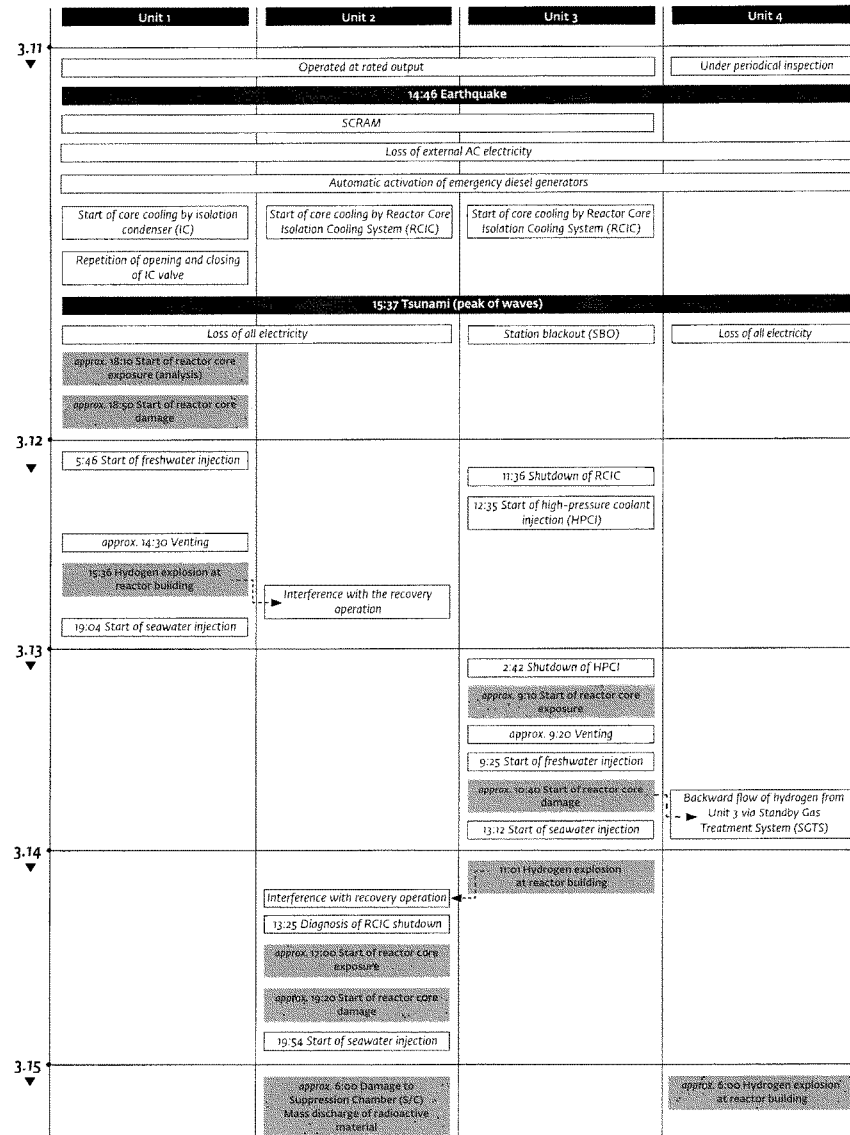 Unit 1
Unit 2
Unit 3
Unit 4
3.11
Operated at rated output
Under periodical inspection
14:46 Earthquake
SCRAM
Loss of external AC electricity
Automatic activation of emergency diesel generators
Start of core cooling by isolation
condenser (IC)
Start of core cooling by Reactor Core
Isolation Cooling System (RCIC)
Start of core cooling by Reactor Core
Isolation Cooling System (RCIC)
Repetition of opening and closing
of IC valve
15:37 Tsunami (peak of waves)
Loss of all electricity
Station blackout (SBO)
Loss of all electricity
approx. 18:10 Start of reactor core
exposure (analysis)
approx. 18:50 Start of reactor core
damage
3.12
5:46 Start of freshwater injection
11:36 Shutdown of RCIC
12:35 Start of high-pressure coolant
injection (HPCI)
approx. 14:30 Venting
15:36 Hydogen explosion at
reactor building
Interference with the recovery
operation
19:04 Start of seawater injection
3.13
2:42 Shutdown of HPCI
approx. 9:10 Start of reactor core
exposure
approx. 9:20 Venting
9:25 Start of freshwater injection
approx. 10:40 Start of reactor core
damage
Backward flow of hydrogen from
Unit 3 via Standby Gas
Treatment System (SGTS)
13:12 Start of seawater injection
3.14
11:01 Hydrogen explosion
at reactor building
Interference with recovery operation
13:25 Diagnosis of RCIC shutdown
approx. 17:00 Start of reactor core
exposure
approx. 19:20 Start of reactor core
damage
19:54 Start of seawater injection
3.15
approx. 6:00 Damage to
Suppression Chamber (S/C)
Mass discharge of radioactive
material
approx. 6:00 Hydrogen explosion
at reactor building